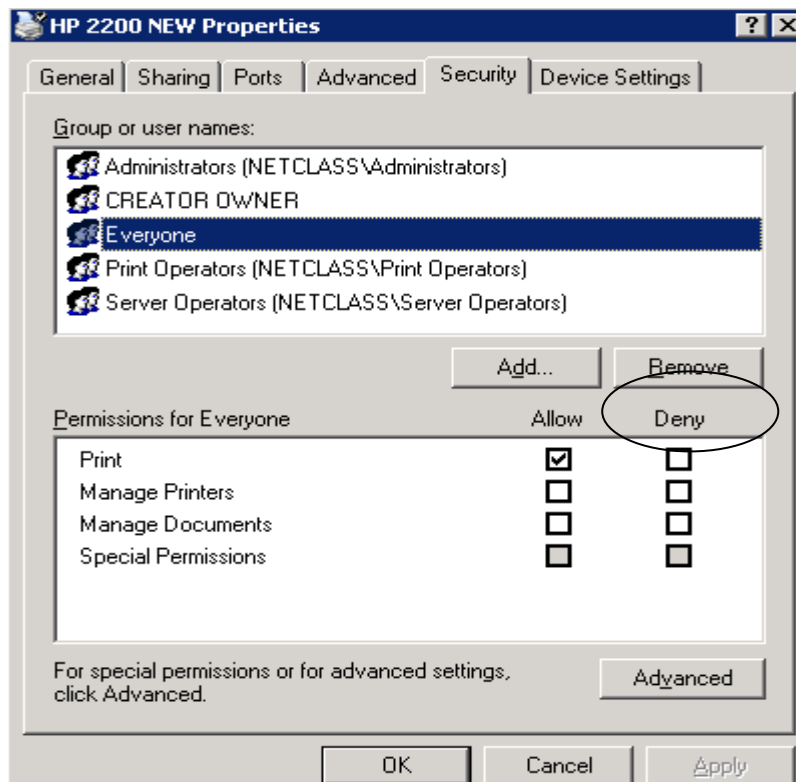 HP 2200 NEW Properties
General Sharing Ports Advanced Security Device Settings
Group or user names:
Administrators (NETCLASS\Administrators)
CREATOR OWNER
Everyone
Print Operators (NETCLASS\Print Operators)
Server Operators (NETCLASS\Server Operators)
Add... Remove
Permissions for Everyone Allow Deny
Print
Manage Printers
Manage Documents
Special Permissions
For special permissions or for advanced settings,
click Advanced.
Advanced
OK Cancel Apply